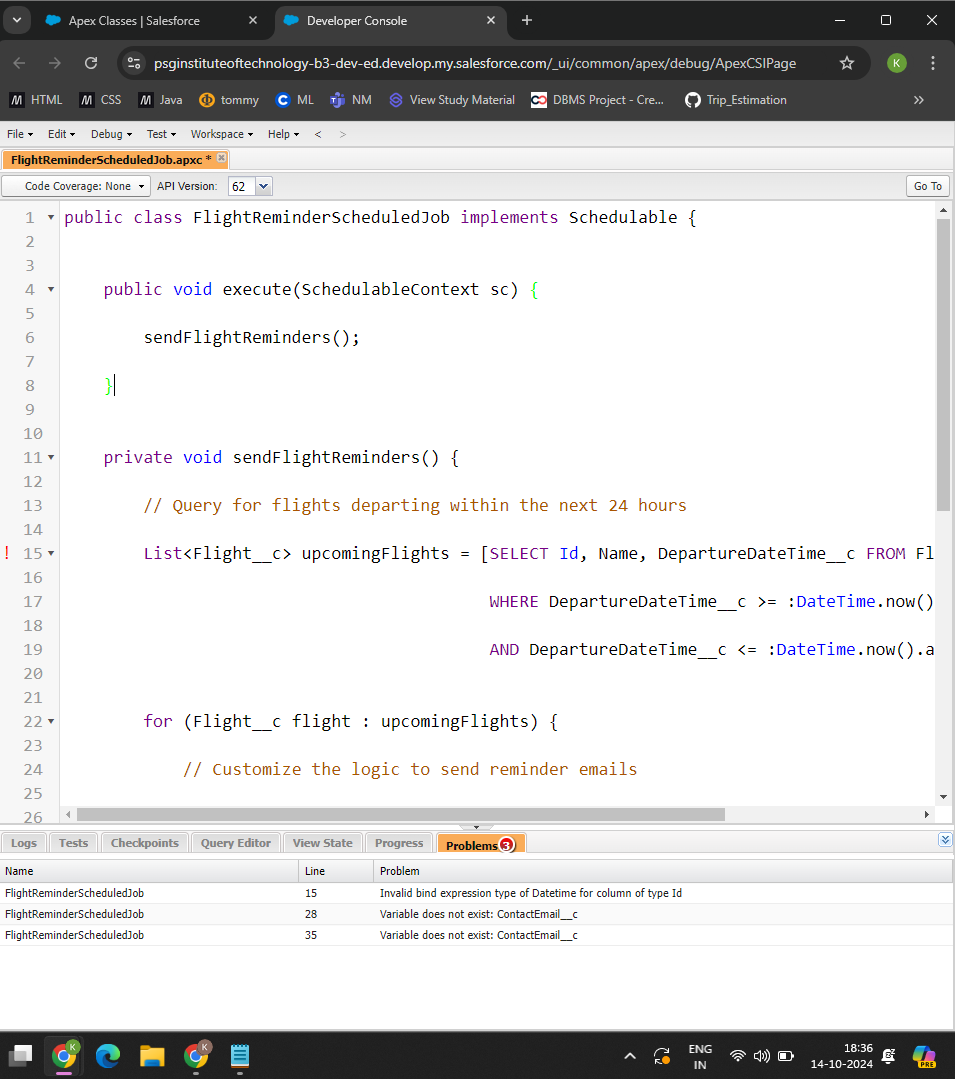 Apex Classes | Salesforce
Developer Console
psginstituteoftechnology-b3-dev-ed.develop.my.salesforce.com/_ui/common/apex/debug/ApexCSIPage
K
HTML
CSS
Java
tommy
ML
NM
View Study Material
DBMS Project - Cre...
Trip_Estimation
File Edit Debug Test Workspace Help < >
FlightReminderScheduledJob.apxc *
Code Coverage: None API Version: 62 Go To
1 public class FlightReminderScheduledJob implements Schedulable {
2
3
4 public void execute(SchedulableContext sc) {
5
6 sendFlightReminders();
7
8 }
9
10
11 private void sendFlightReminders() {
12
13 // Query for flights departing within the next 24 hours
14
! 15 List<Flight__c> upcomingFlights = [SELECT Id, Name, DepartureDateTime__c FROM Fl
16
17 WHERE DepartureDateTime__c >= :DateTime.now()
18
19 AND DepartureDateTime__c <= :DateTime.now().a
20
21
22 for (Flight__c flight : upcomingFlights) {
23
24 // Customize the logic to send reminder emails
25
26
Logs Tests Checkpoints Query Editor View State Progress Problems 3
Name Line Problem
FlightReminderScheduledJob 15 Invalid bind expression type of Datetime for column of type Id
FlightReminderScheduledJob 28 Variable does not exist: ContactEmail__c
FlightReminderScheduledJob 35 Variable does not exist: ContactEmail__c
K
K
ENG
IN
18:36
14-10-2024
PRE